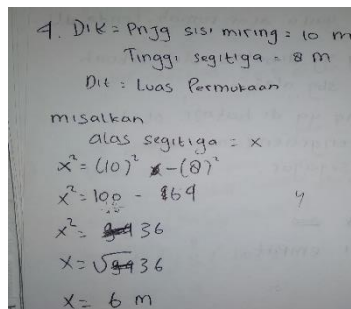 4. Dik = Pnjg sisi miring = 10 m
Tinggi segitiga = 8 m
Dit : Luas Permukaan
misalkan
alas segitiga = x
x² = (10)² - (8)²
x² = 100 - 64
x² = 36
x = √36
x = 6 m